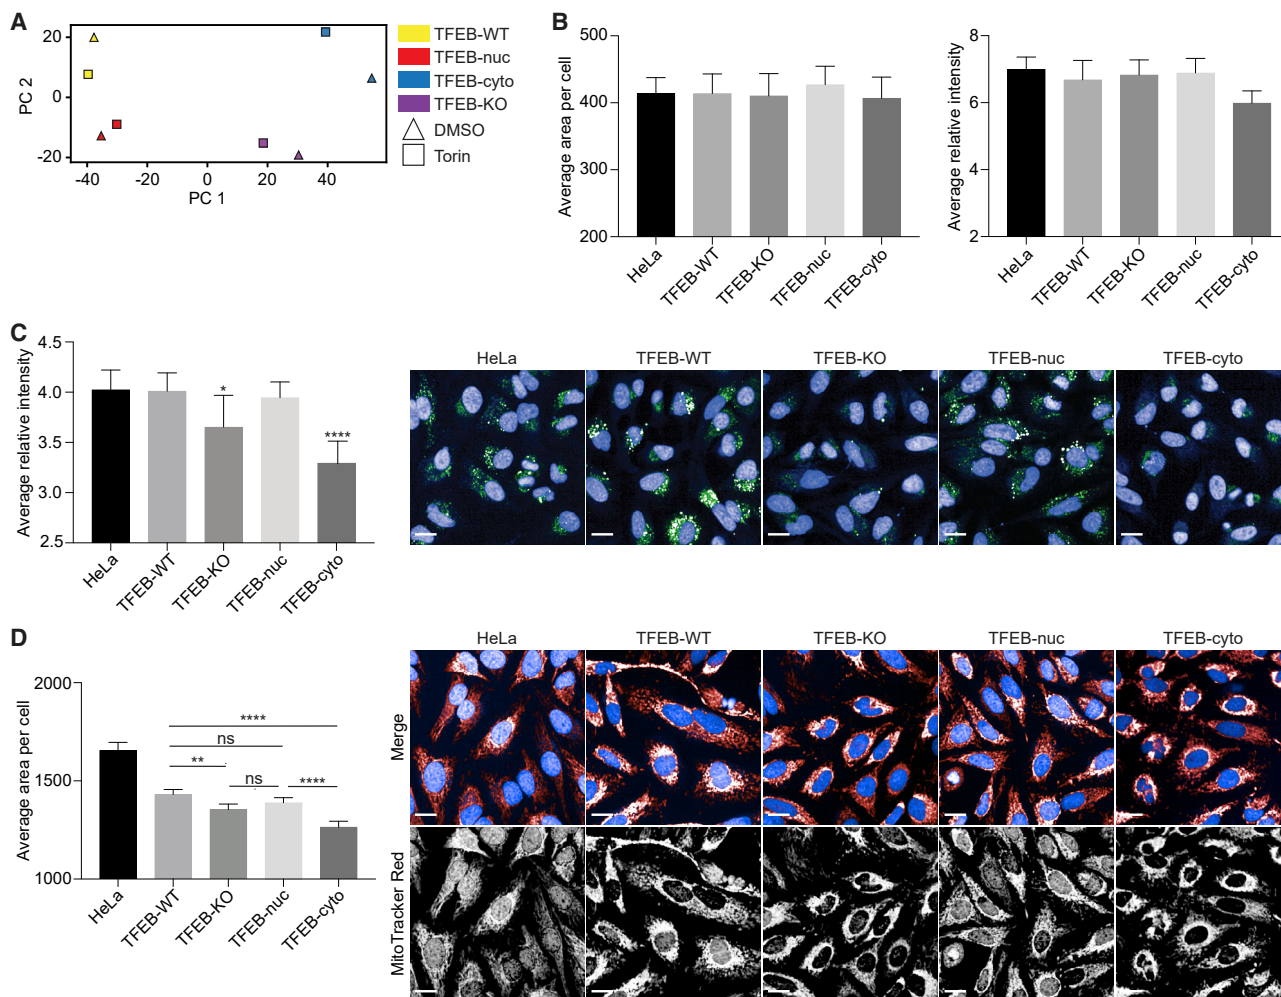 A
20
0
-20
PC 2
-40
-20
0
20
40
PC 1
TFEB-WT
TFEB-nuc
TFEB-cyto
TFEB-KO
DMSO
Torin
B
500
400
300
200
Average area per cell
HeLa
TFEB-WT
TFEB-KO
TFEB-nuc
TFEB-cyto
8
6
4
2
Average relative intensity
HeLa
TFEB-WT
TFEB-KO
TFEB-nuc
TFEB-cyto
C
4.5
4.0
3.5
3.0
2.5
Average relative intensity
*
****
HeLa
TFEB-WT
TFEB-KO
TFEB-nuc
TFEB-cyto
HeLa
TFEB-WT
TFEB-KO
TFEB-nuc
TFEB-cyto
D
2000
1500
1000
Average area per cell
****
ns
**
ns
****
HeLa
TFEB-WT
TFEB-KO
TFEB-nuc
TFEB-cyto
HeLa
TFEB-WT
TFEB-KO
TFEB-nuc
TFEB-cyto
Merge
MitoTracker Red